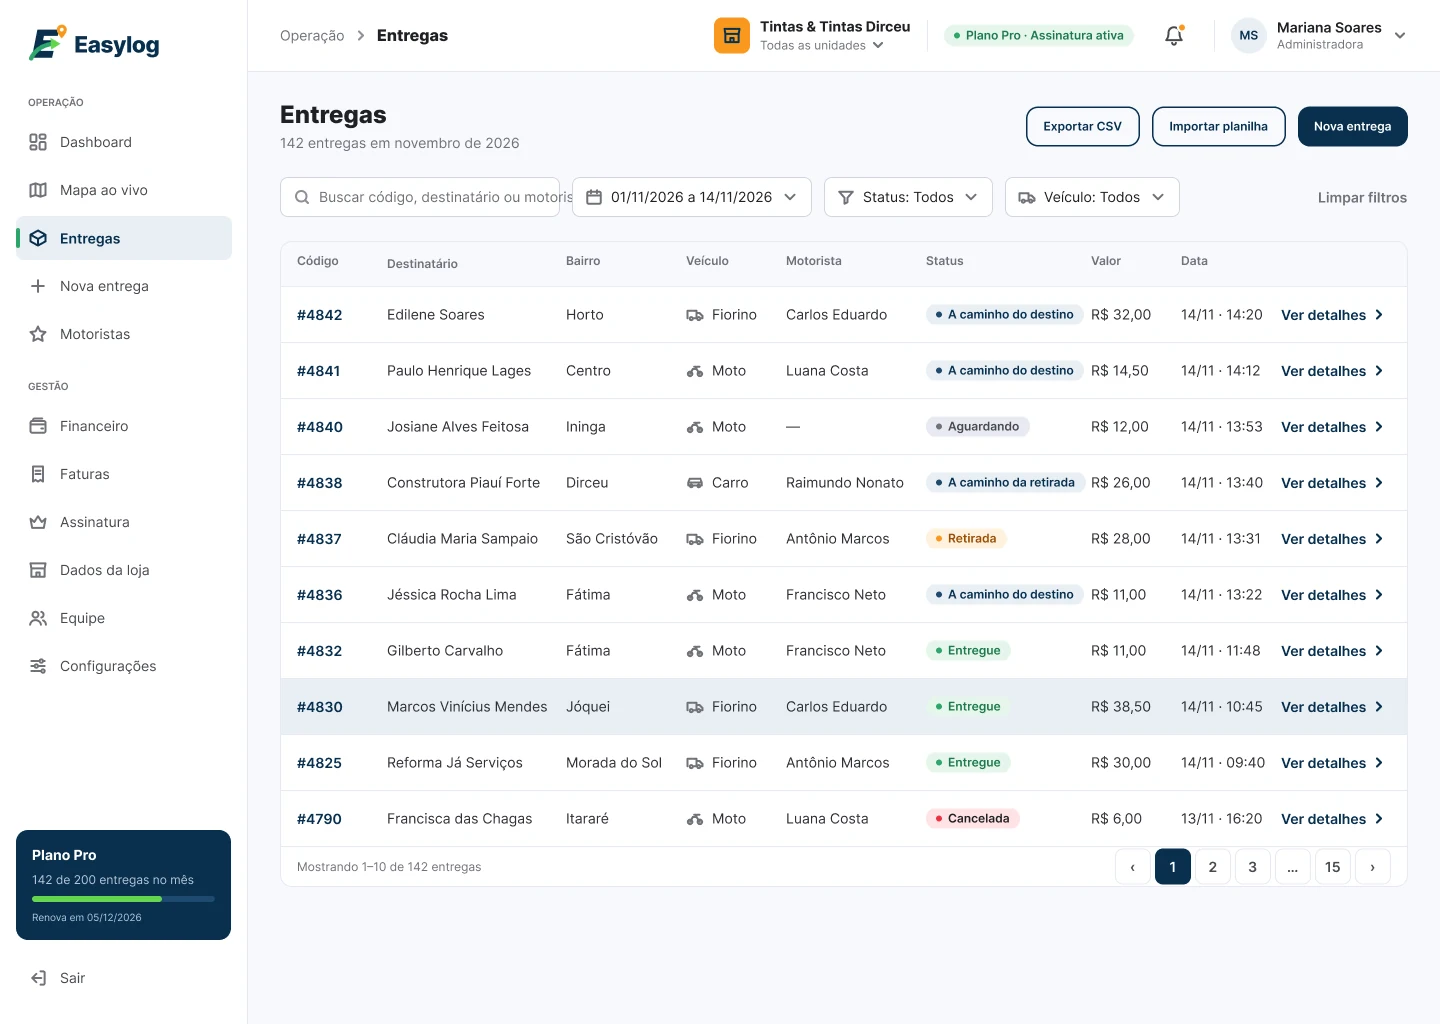 Easylog
OPERAÇÃO
Dashboard
Mapa ao vivo
Entregas
Nova entrega
Motoristas
GESTÃO
Financeiro
Faturas
Assinatura
Dados da loja
Equipe
Configurações
Plano Pro
142 de 200 entregas no mês
Renova em 05/12/2026
Sair
Operação > Entregas
Tintas & Tintas Dirceu
Todas as unidades
Plano Pro · Assinatura ativa
MS
Mariana Soares
Administradora
Entregas
142 entregas em novembro de 2026
Exportar CSV
Importar planilha
Nova entrega
Buscar código, destinatário ou motoris
01/11/2026 a 14/11/2026
Status: Todos
Veículo: Todos
Limpar filtros
Código Destinatário Bairro Veículo Motorista Status Valor Data
#4842 Edilene Soares Horto Fiorino Carlos Eduardo A caminho do destino R$ 32,00 14/11 · 14:20 Ver detalhes
#4841 Paulo Henrique Lages Centro Moto Luana Costa A caminho do destino R$ 14,50 14/11 · 14:12 Ver detalhes
#4840 Josiane Alves Feitosa Ininga Moto — Aguardando R$ 12,00 14/11 · 13:53 Ver detalhes
#4838 Construtora Piauí Forte Dirceu Carro Raimundo Nonato A caminho da retirada R$ 26,00 14/11 · 13:40 Ver detalhes
#4837 Cláudia Maria Sampaio São Cristóvão Fiorino Antônio Marcos Retirada R$ 28,00 14/11 · 13:31 Ver detalhes
#4836 Jéssica Rocha Lima Fátima Moto Francisco Neto A caminho do destino R$ 11,00 14/11 · 13:22 Ver detalhes
#4832 Gilberto Carvalho Fátima Moto Francisco Neto Entregue R$ 11,00 14/11 · 11:48 Ver detalhes
#4830 Marcos Vinícius Mendes Jóquei Fiorino Carlos Eduardo Entregue R$ 38,50 14/11 · 10:45 Ver detalhes
#4825 Reforma Já Serviços Morada do Sol Fiorino Antônio Marcos Entregue R$ 30,00 14/11 · 09:40 Ver detalhes
#4790 Francisca das Chagas Itararé Moto Luana Costa Cancelada R$ 6,00 13/11 · 16:20 Ver detalhes
Mostrando 1–10 de 142 entregas
‹ 1 2 3 ... 15 ›